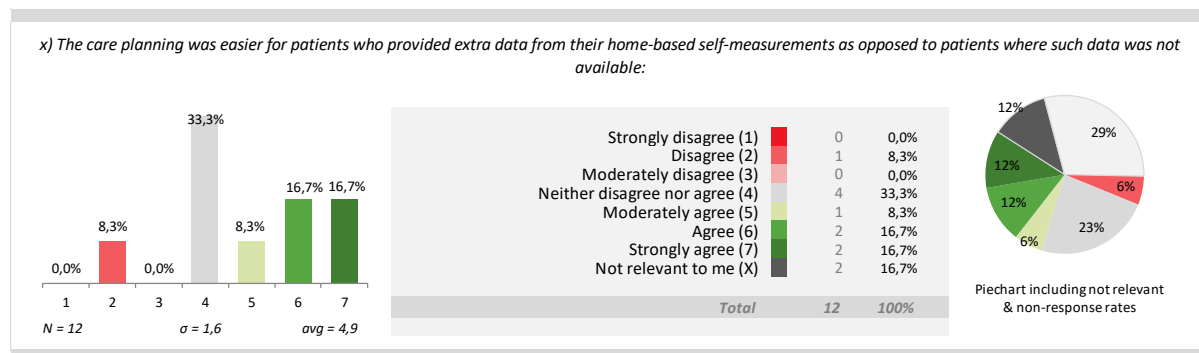 x) The care planning was easier for patients who provided extra data from their home-based self-measurements as opposed to patients where such data was not
available:
33,3%
16,7% 16,7%
8,3% 8,3%
0,0% 0,0%
1 2 3 4 5 6 7
N = 12 σ = 1,6 avg = 4,9
Strongly disagree (1) 0 0,0%
Disagree (2) 1 8,3%
Moderately disagree (3) 0 0,0%
Neither disagree nor agree (4) 4 33,3%
Moderately agree (5) 1 8,3%
Agree (6) 2 16,7%
Strongly agree (7) 2 16,7%
Not relevant to me (X) 2 16,7%
Total 12 100%
12%
29%
12%
6%
12%
23%
6%
Piechart including not relevant
& non-response rates